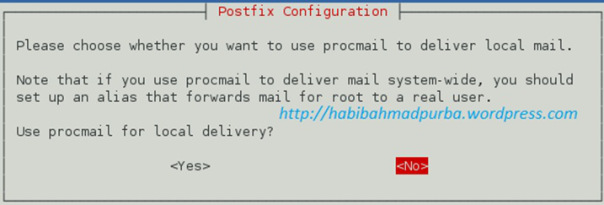 Postfix Configuration
Please choose whether you want to use procmail to deliver local mail.
Note that if you use procmail to deliver mail system-wide, you should
set up an alias that forwards mail for root to a real user.
http://habibahmadpurba.wordpress.com
Use procmail for local delivery?
<Yes> <No>